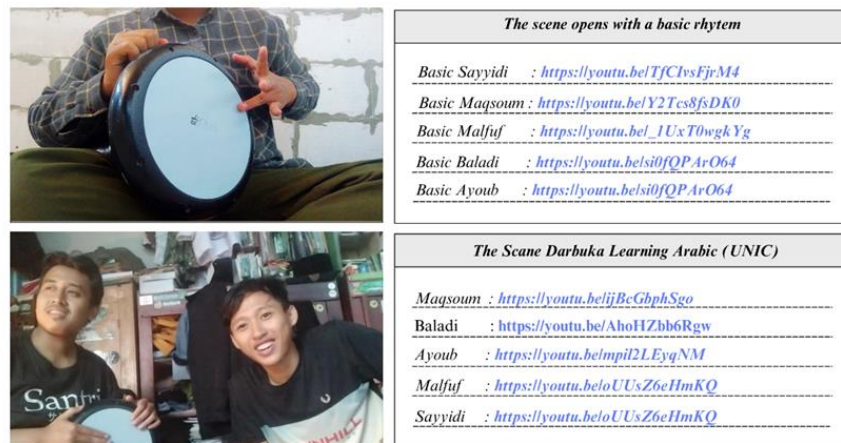 The scene opens with a basic rhytem
Basic Sayyidi : https://youtu.be/TfCIvsFjrM4
Basic Maqsoum : https://youtu.be/Y2Tcs8fsDK0
Basic Malfuf : https://youtu.be/_1UxT0wgkYg
Basic Baladi : https://youtu.be/si0fQPArO64
Basic Ayoub : https://youtu.be/si0fQPArO64
The Scane Darbuka Learning Arabic (UNIC)
Maqsoum : https://youtu.be/ijBcGbphSgo
Baladi : https://youtu.be/AhoHZbb6Rgw
Ayoub : https://youtu.be/mpil2LEyqNM
Malfuf : https://youtu.be/oUUsZ6eHmKQ
Sayyidi : https://youtu.be/oUUsZ6eHmKQ
Santri